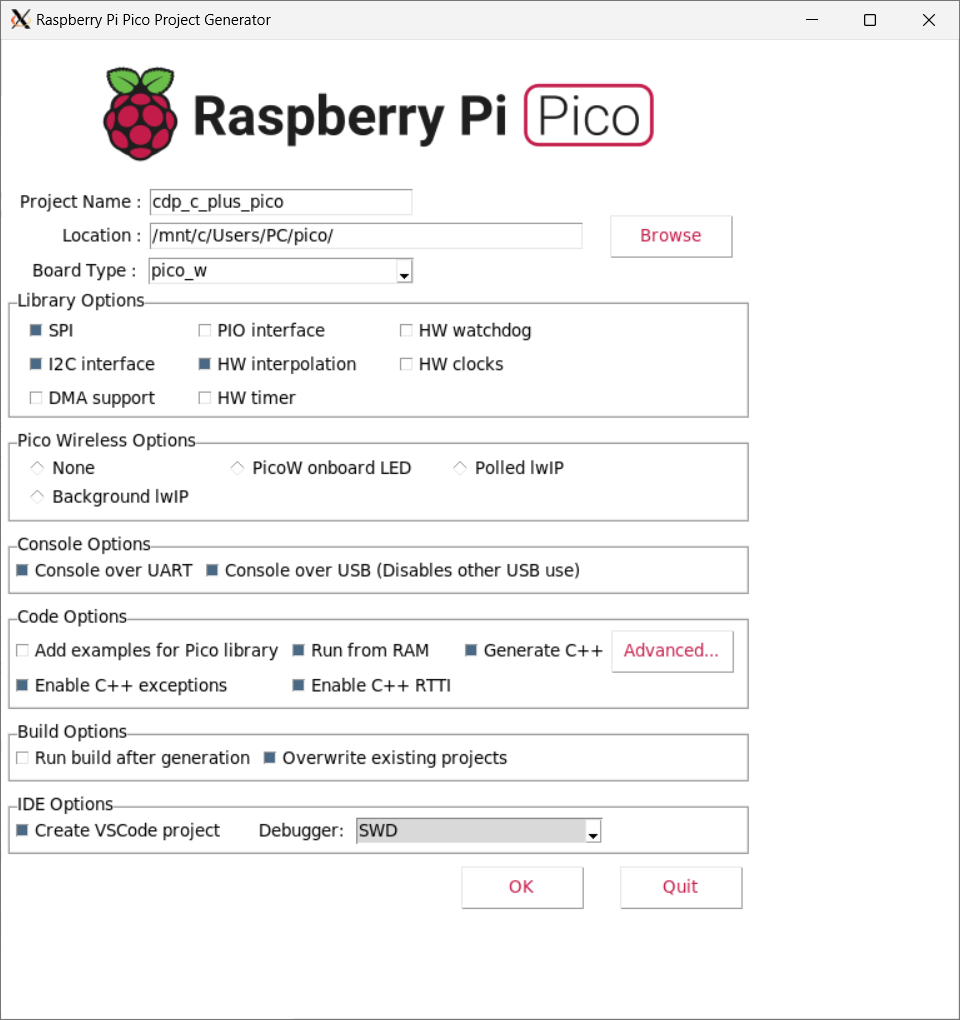 Raspberry Pi Pico Project Generator
Raspberry Pi Pico
Project Name : cdp_c_plus_pico
Location : /mnt/c/Users/PC/pico/ Browse
Board Type : pico_w
Library Options
SPI PIO interface HW watchdog
I2C interface HW interpolation HW clocks
DMA support HW timer
Pico Wireless Options
None PicoW onboard LED Polled lwIP
Background lwIP
Console Options
Console over UART Console over USB (Disables other USB use)
Code Options
Add examples for Pico library Run from RAM Generate C++ Advanced...
Enable C++ exceptions Enable C++ RTTI
Build Options
Run build after generation Overwrite existing projects
IDE Options
Create VSCode project Debugger: SWD
OK Quit